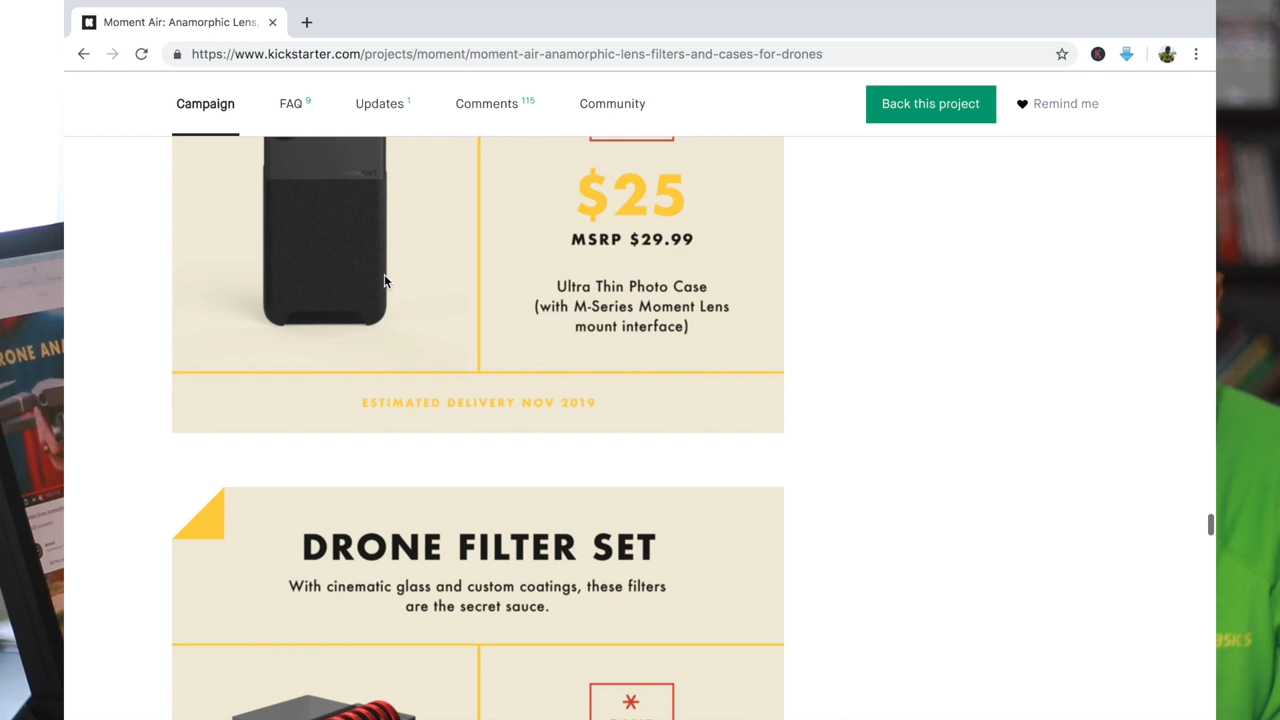 Moment Air: Anamorphic Lens,
https://www.kickstarter.com/projects/moment/moment-air-anamorphic-lens-filters-and-cases-for-drones
Campaign
FAQ 9
Updates 1
Comments 115
Community
Back this project
Remind me
$25
MSRP $29.99
Ultra Thin Photo Case
(with M-Series Moment Lens
mount interface)
ESTIMATED DELIVERY NOV 2019
DRONE FILTER SET
With cinematic glass and custom coatings, these filters
are the secret sauce.